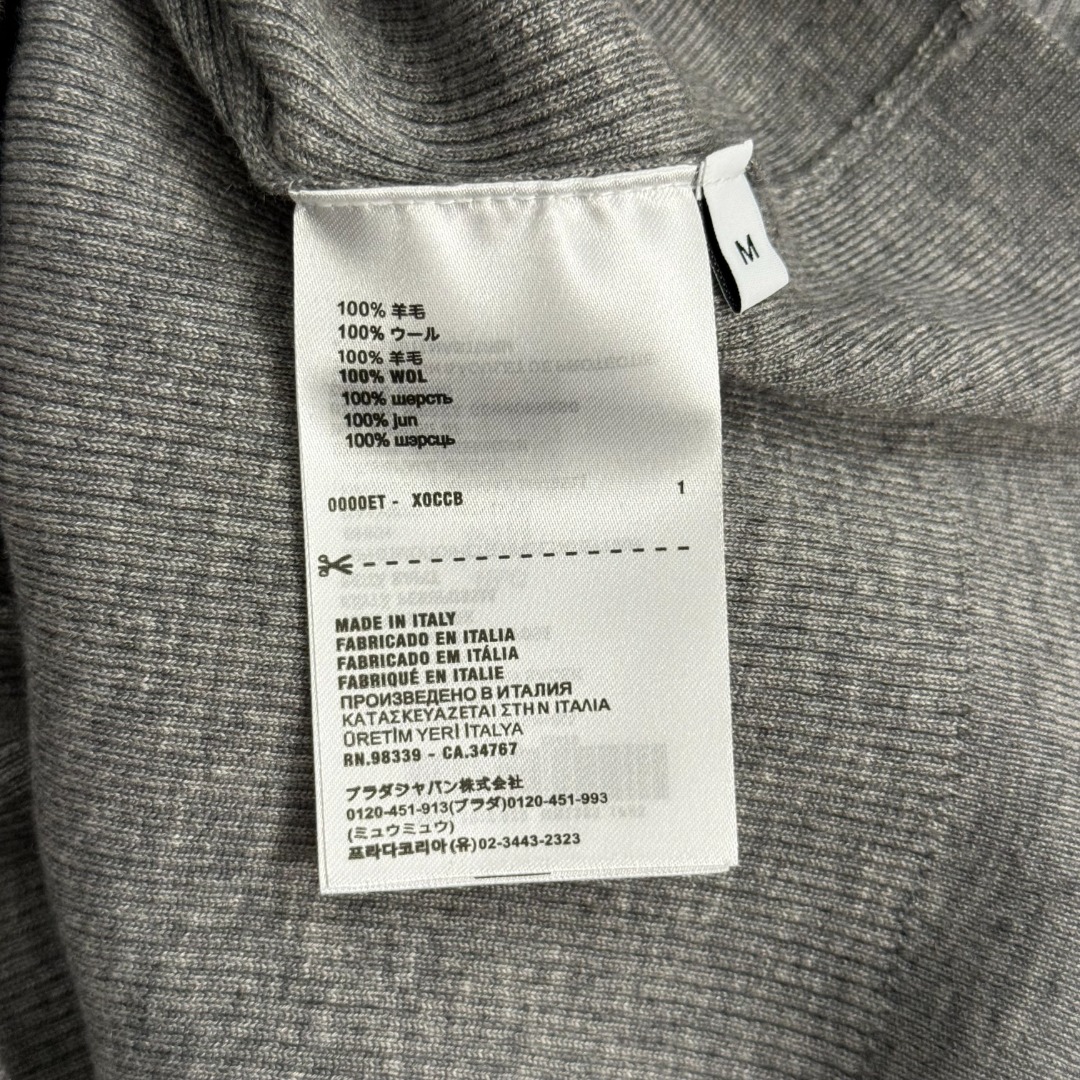 M
100% 羊毛
100% ウール
100% 羊毛
100% WOL
100% шерсть
100% jun
100% шэрсць
0000ET - X0CCB 1
MADE IN ITALY
FABRICADO EN ITALIA
FABRICADO EM ITÁLIA
FABRIQUÉ EN ITALIE
ПРОИЗВЕДЕНО В ИТАЛИЯ
ΚΑΤΑΣΚΕΥΑΖΕΤΑΙ ΣΤΗ Ν ΙΤΑΛΙΑ
ÜRETİM YERİ İTALYA
RN.98339 - CA.34767
プラダジャパン株式会社
0120-451-913(プラダ)0120-451-993
(ミュウミュウ)
프라다코리아(유)02-3443-2323